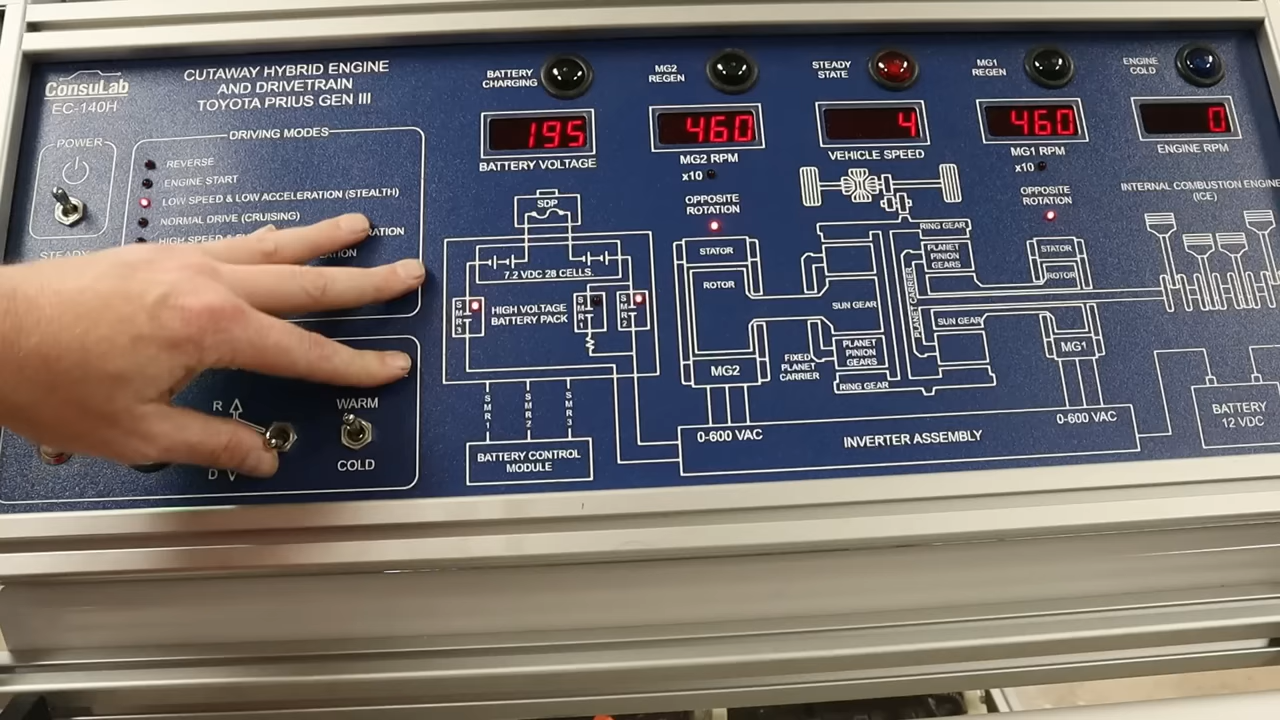 ConsuLab
EC-140H
CUTAWAY HYBRID ENGINE
AND DRIVETRAIN
TOYOTA PRIUS GEN III
POWER
DRIVING MODES
REVERSE
ENGINE START
LOW SPEED & LOW ACCELERATION (STEALTH)
NORMAL DRIVE (CRUISING)
HIGH SPEED &
R
D
WARM
COLD
BATTERY
CHARGING
195
BATTERY VOLTAGE
MG2
REGEN
460
MG2 RPM
x10
OPPOSITE
ROTATION
STEADY
STATE
4
VEHICLE SPEED
MG1
REGEN
460
MG1 RPM
x10
OPPOSITE
ROTATION
ENGINE
COLD
0
ENGINE RPM
INTERNAL COMBUSTION ENGINE
(ICE)
SDP
7.2 VDC 28 CELLS.
SMR3
HIGH VOLTAGE
BATTERY PACK
SMR1
SMR2
SMR1
SMR2
SMR3
BATTERY CONTROL
MODULE
STATOR
ROTOR
MG2
0-600 VAC
RING GEAR
PLANET
PINION
GEARS
SUN GEAR
PLANET CARRIER
SUN GEAR
FIXED
PLANET
CARRIER
PLANET
PINION
GEARS
RING GEAR
STATOR
ROTOR
MG1
0-600 VAC
INVERTER ASSEMBLY
BATTERY
12 VDC